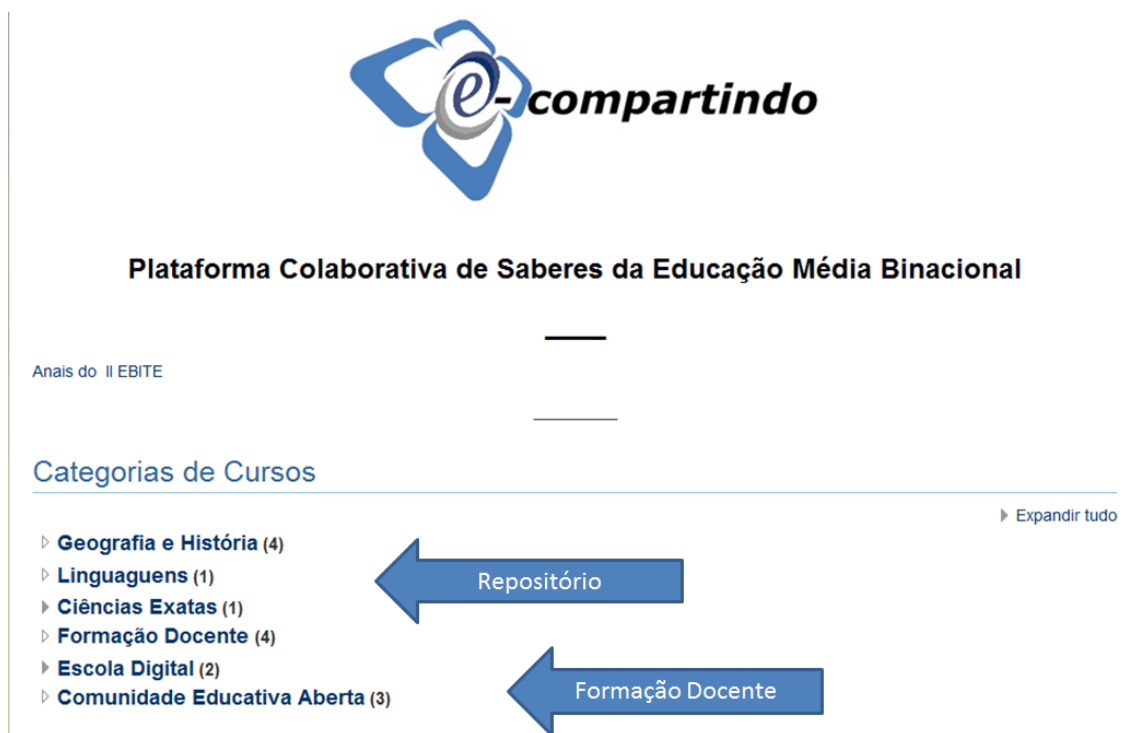 e-compartindo
Plataforma Colaborativa de Saberes da Educação Média Binacional
Anais do II EBITE
Categorias de Cursos
Expandir tudo
Geografia e História (4)
Linguaguens (1)
Repositório
Ciências Exatas (1)
Formação Docente (4)
Escola Digital (2)
Formação Docente
Comunidade Educativa Aberta (3)